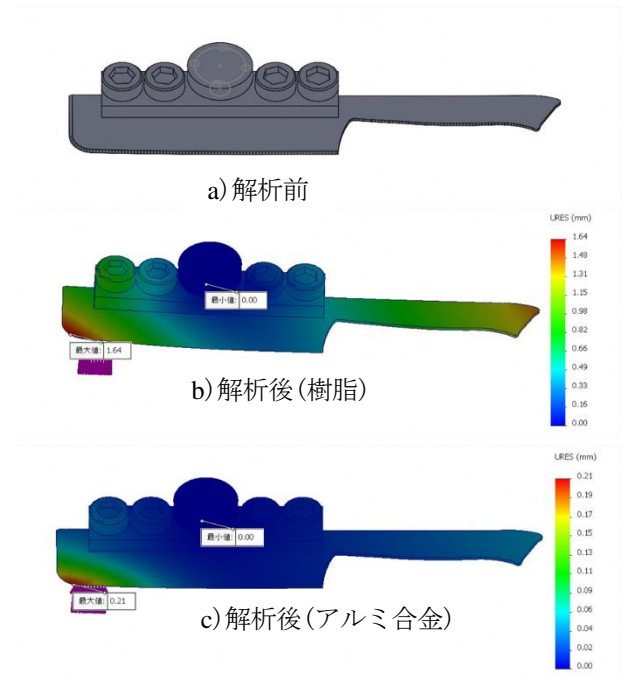 a)解析前
URES (mm)
1.64
1.48
1.31
1.15
0.98
0.82
0.66
0.49
0.33
0.16
0.00
最小値: 0.00
最大値: 1.64
b)解析後(樹脂)
URES (mm)
0.21
0.19
0.17
0.15
0.13
0.11
0.09
0.06
0.04
0.02
0.00
最小値: 0.00
最大値: 0.21
c)解析後(アルミ合金)